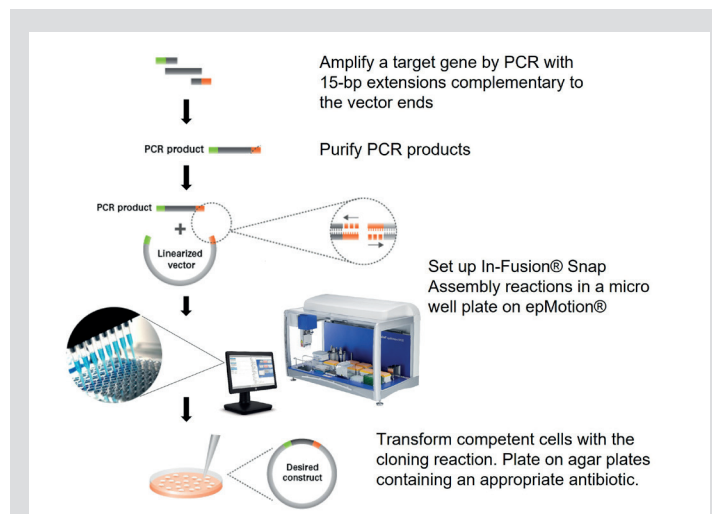 Amplify a target gene by PCR with
15-bp extensions complementary to
the vector ends
PCR product
Purify PCR products
PCR product
+
Linearized
vector
Set up In-Fusion® Snap
Assembly reactions in a micro
well plate on epMotion®
Transform competent cells with the
cloning reaction. Plate on agar plates
containing an appropriate antibiotic.
Desired
construct